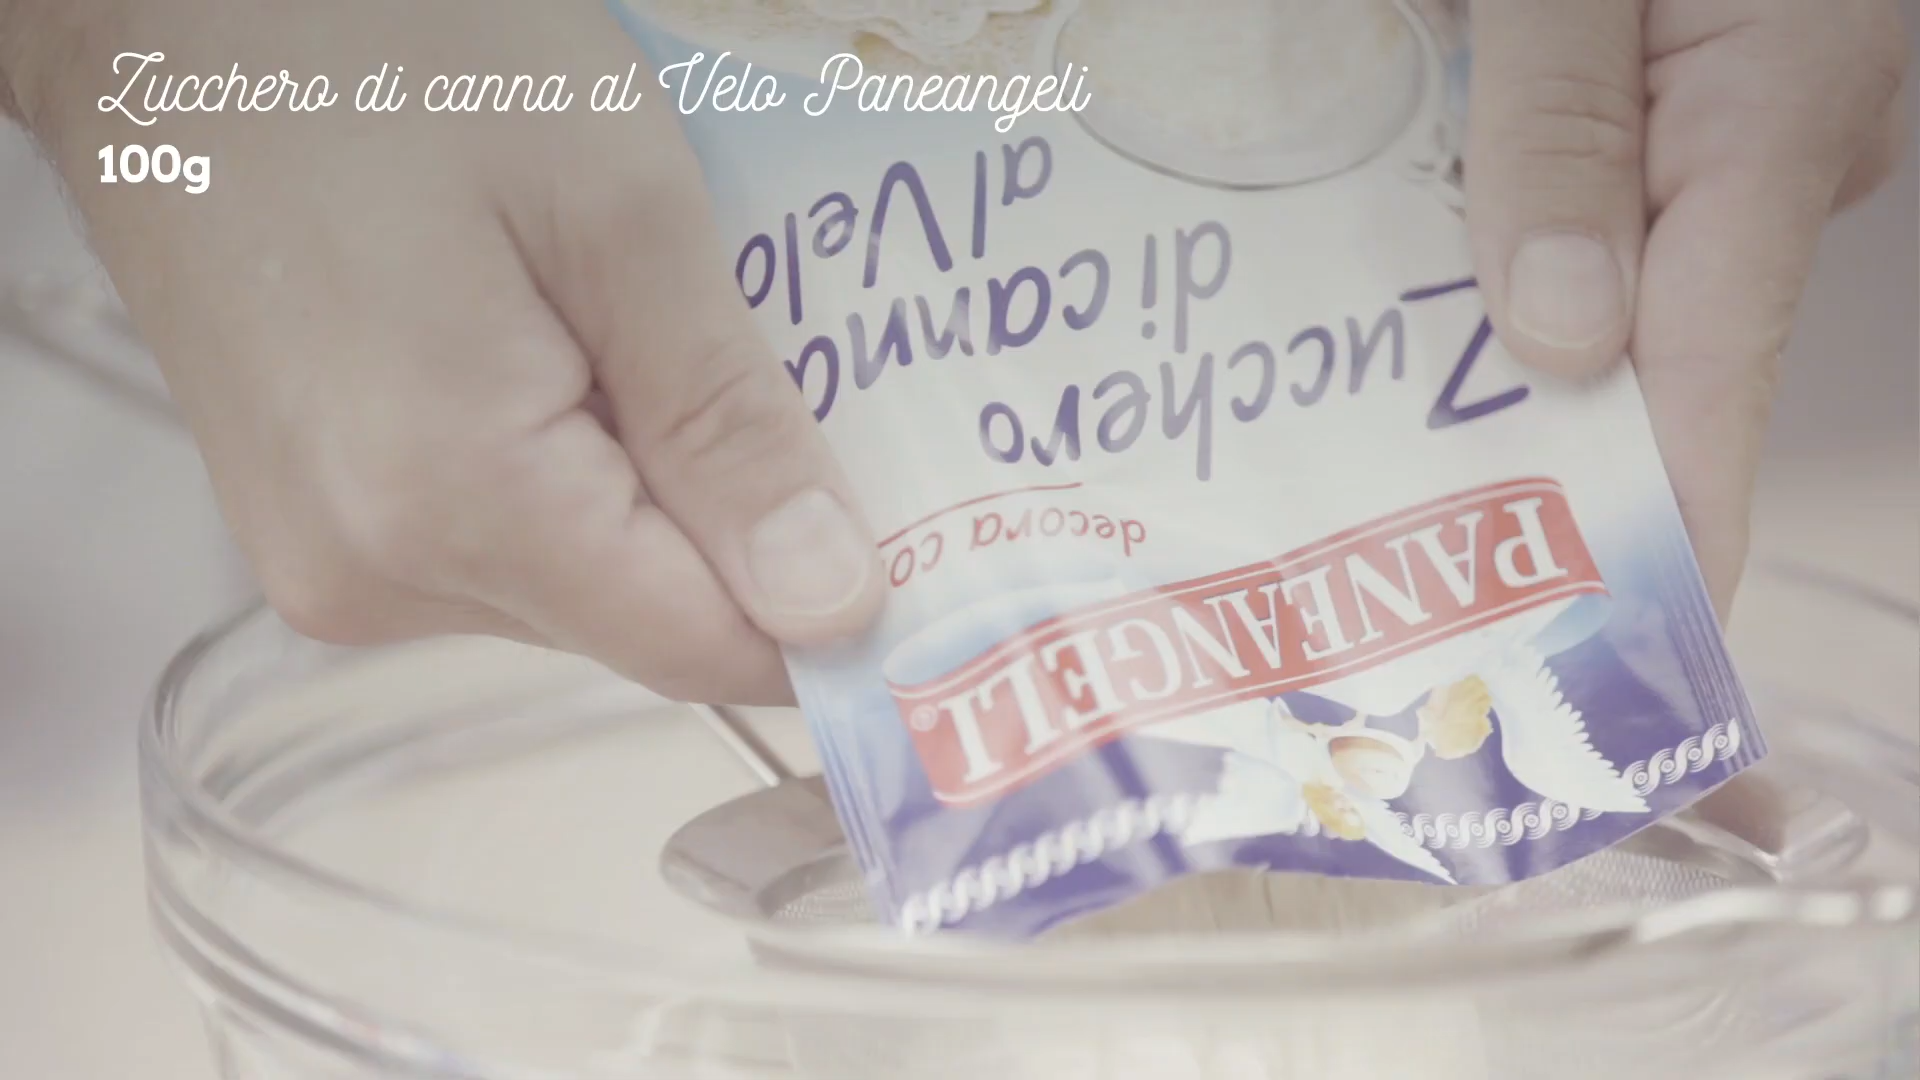 Zucchero di canna al Velo Paneangeli
100g
PANEANGELI®
decora co
Zucchero
di canna
al Velo